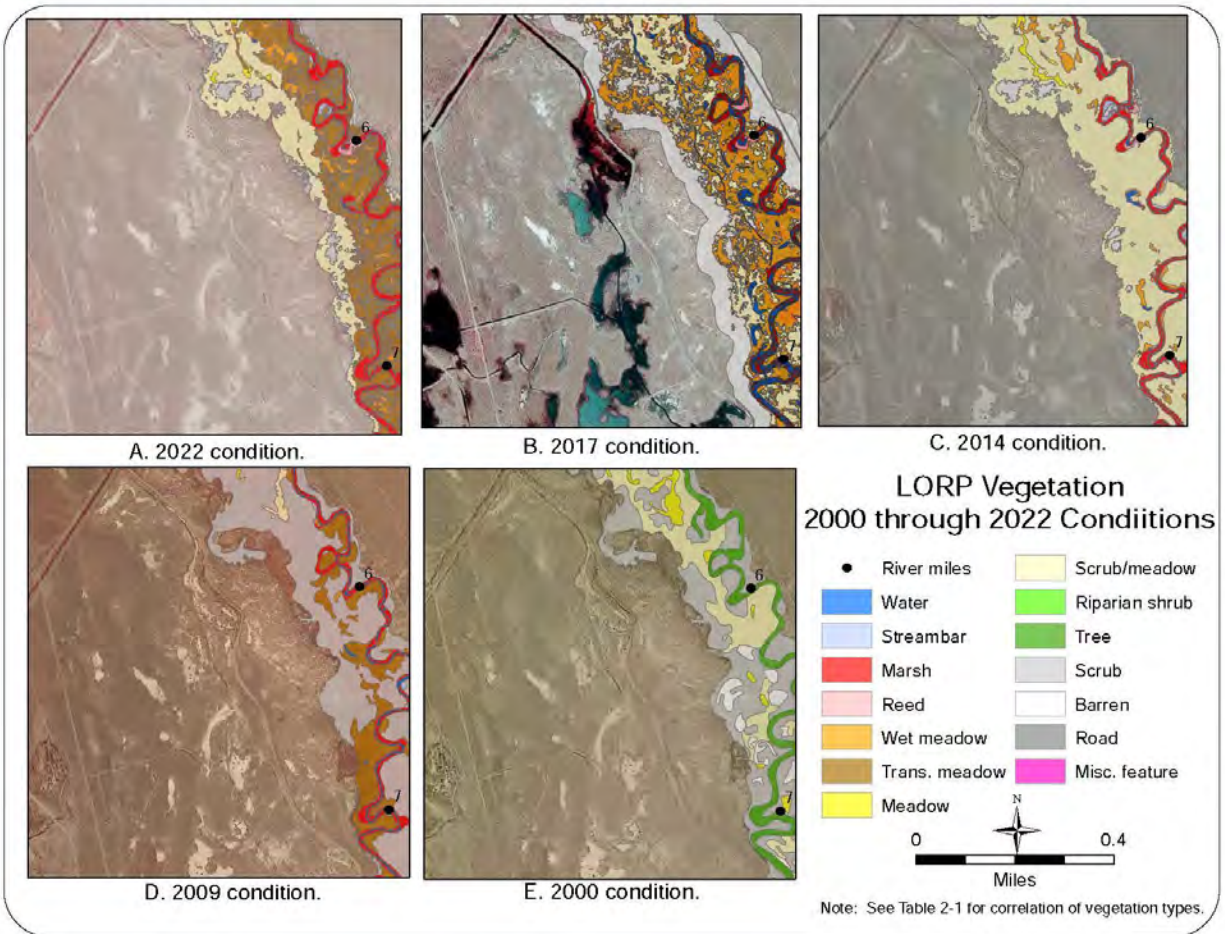 6
7
A. 2022 condition.
6
7
B. 2017 condition.
6
7
C. 2014 condition.
6
7
D. 2009 condition.
6
7
E. 2000 condition.
LORP Vegetation
2000 through 2022 Condiitions
River miles
Water
Streambar
Marsh
Reed
Wet meadow
Trans. meadow
Meadow
Scrub/meadow
Riparian shrub
Tree
Scrub
Barren
Road
Misc. feature
N
0 0.4
Miles
Note: See Table 2-1 for correlation of vegetation types.